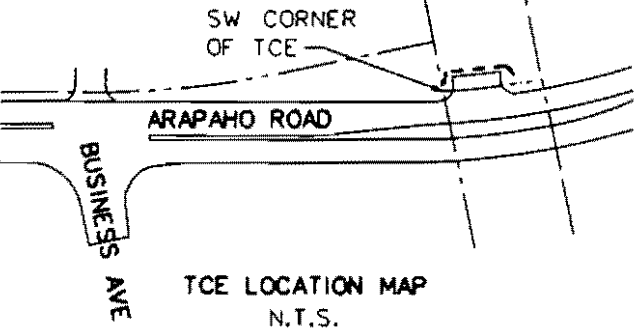 SW CORNER
OF TCE
ARAPAHO ROAD
BUSINESS AVE
TCE LOCATION MAP
N.T.S.